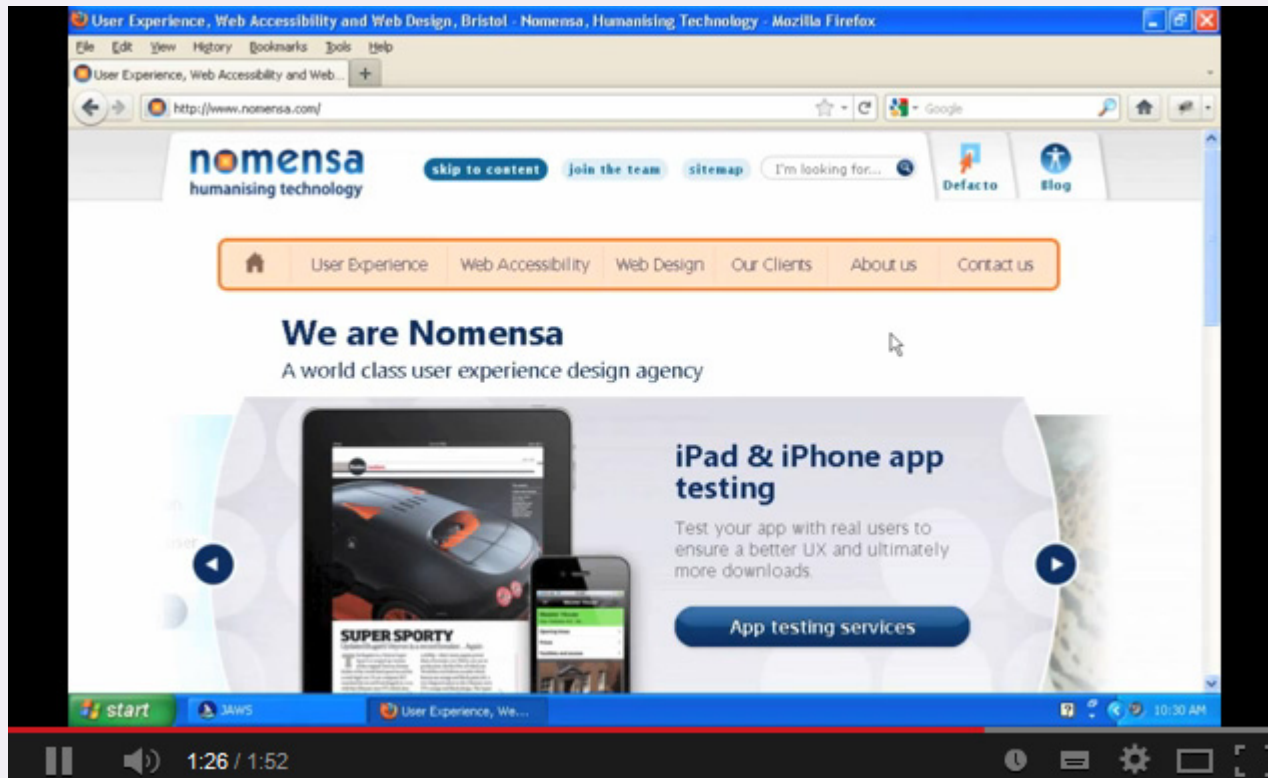 User Experience, Web Accessibility and Web Design, Bristol - Nomensa, Humanising Technology - Mozilla Firefox
File Edit View History Bookmarks Tools Help
User Experience, Web Accessibility and Web... +
http://www.nomensa.com/ Google
nomensa
humanising technology
skip to content join the team sitemap I'm looking for... Defacto Blog
User Experience Web Accessibility Web Design Our Clients About us Contact us
We are Nomensa
A world class user experience design agency
iPad & iPhone app
testing
Test your app with real users to
ensure a better UX and ultimately
more downloads.
App testing services
SUPER SPORTY
start JAWS User Experience, We... 10:30 AM
1:26 / 1:52